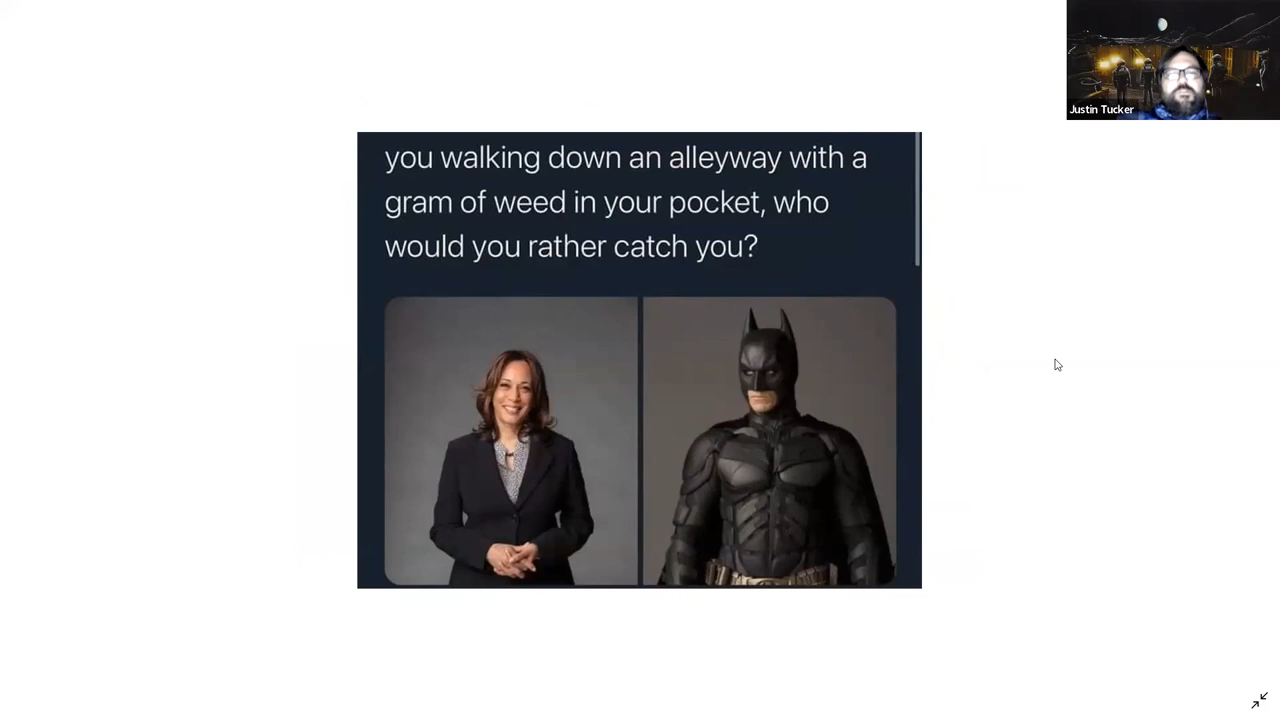 Justin Tucker
you walking down an alleyway with a
gram of weed in your pocket, who
would you rather catch you?